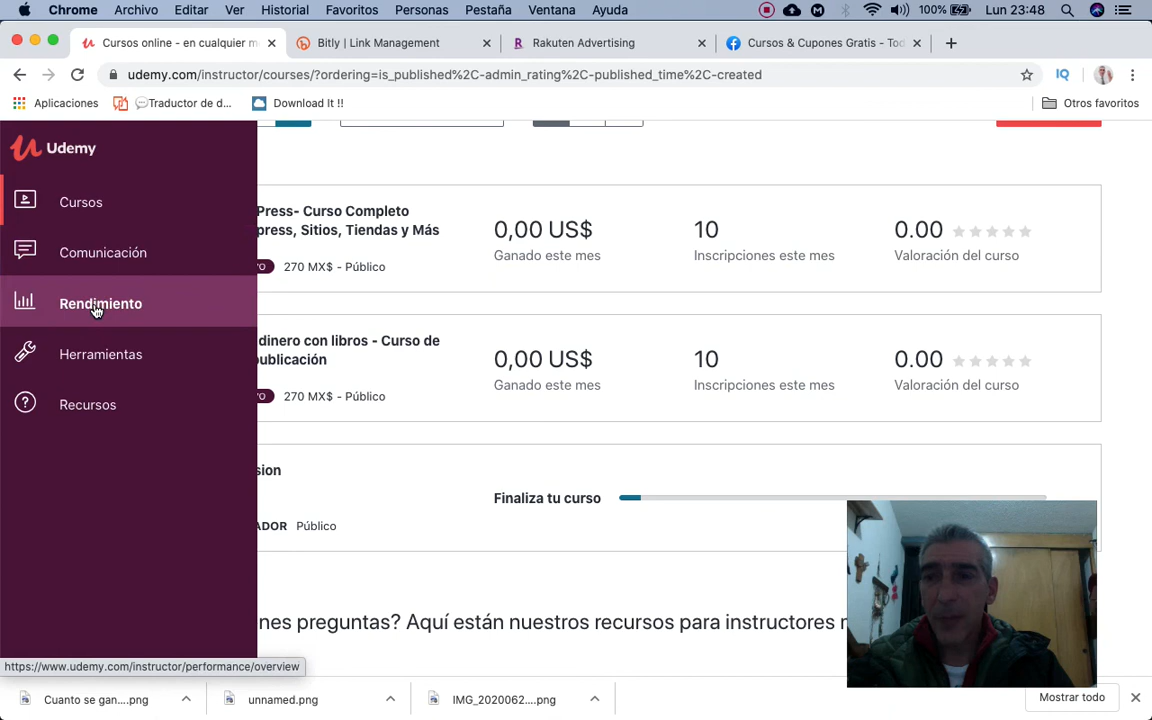 Chrome Archivo Editar Ver Historial Favoritos Personas Pestaña Ventana Ayuda 100% Lun 23:48
Cursos online - en cualquier m Bitly | Link Management Rakuten Advertising Cursos & Cupones Gratis - Tod
udemy.com/instructor/courses/?ordering=is_published%2C-admin_rating%2C-published_time%2C-created
Aplicaciones Traductor de d... Download It !! Otros favoritos
Udemy
Cursos
Comunicación
Rendimiento
Herramientas
Recursos
Press- Curso Completo
press, Sitios, Tiendas y Más
270 MX$ - Público
0,00 US$
Ganado este mes
10
Inscripciones este mes
0.00
Valoración del curso
dinero con libros - Curso de
publicación
270 MX$ - Público
0,00 US$
Ganado este mes
10
Inscripciones este mes
0.00
Valoración del curso
sion
ADOR Público
Finaliza tu curso
nes preguntas? Aquí están nuestros recursos para instructores
https://www.udemy.com/instructor/performance/overview
Cuanto se gan....png unnamed.png IMG_2020062....png Mostrar todo